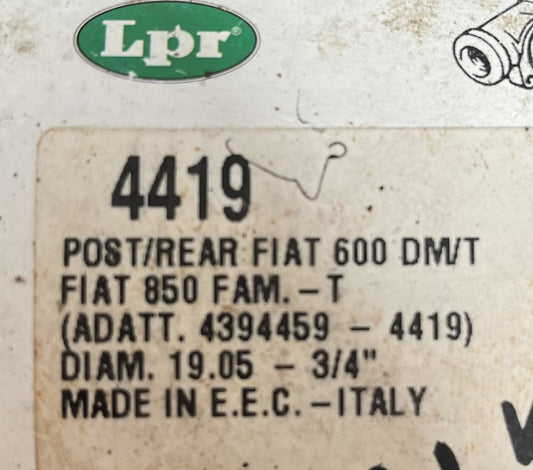 Lpr
4419
POST/REAR FIAT 600 DM/T
FIAT 850 FAM. – T
(ADATT. 4394459 – 4419)
DIAM. 19.05 – 3/4"
MADE IN E.E.C. – ITALY